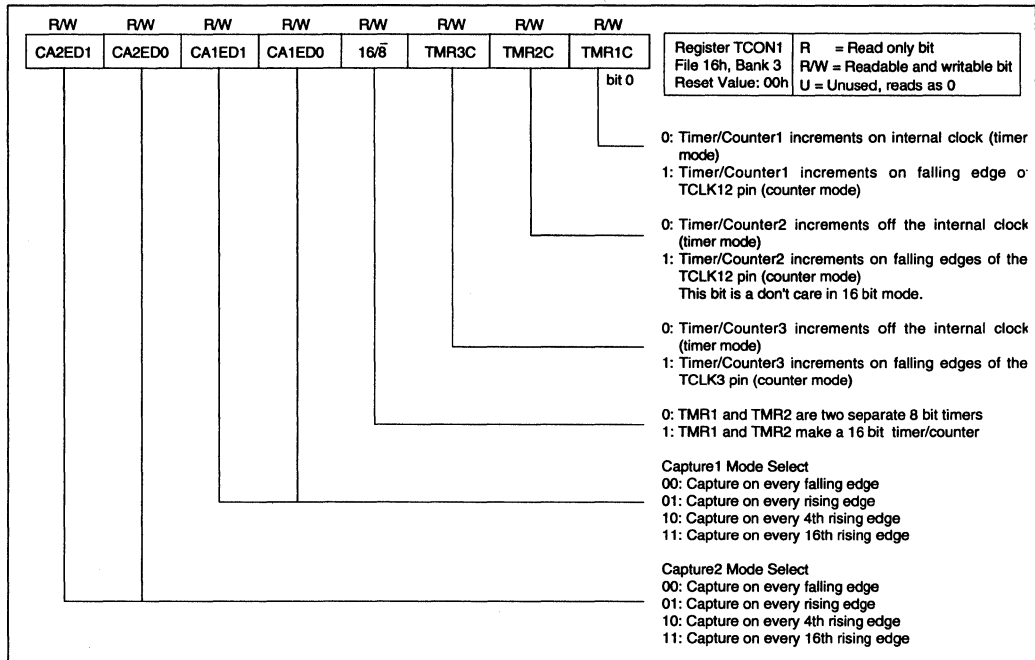 R/W R/W R/W R/W R/W R/W R/W R/W
CA2ED1 CA2ED0 CA1ED1 CA1ED0 16/8̅ TMR3C TMR2C TMR1C
bit 0
Register TCON1
File 16h, Bank 3
Reset Value: 00h
R = Read only bit
R/W = Readable and writable bit
U = Unused, reads as 0
0: Timer/Counter1 increments on internal clock (timer
mode)
1: Timer/Counter1 increments on falling edge o
TCLK12 pin (counter mode)
0: Timer/Counter2 increments off the internal clock
(timer mode)
1: Timer/Counter2 increments on falling edges of the
TCLK12 pin (counter mode)
This bit is a don't care in 16 bit mode.
0: Timer/Counter3 increments off the internal clock
(timer mode)
1: Timer/Counter3 increments on falling edges of the
TCLK3 pin (counter mode)
0: TMR1 and TMR2 are two separate 8 bit timers
1: TMR1 and TMR2 make a 16 bit timer/counter
Capture1 Mode Select
00: Capture on every falling edge
01: Capture on every rising edge
10: Capture on every 4th rising edge
11: Capture on every 16th rising edge
Capture2 Mode Select
00: Capture on every falling edge
01: Capture on every rising edge
10: Capture on every 4th rising edge
11: Capture on every 16th rising edge